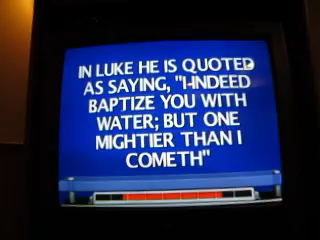 IN LUKE HE IS QUOTED
AS SAYING, "I-INDEED
BAPTIZE YOU WITH
WATER; BUT ONE
MIGHTIER THAN I
COMETH"